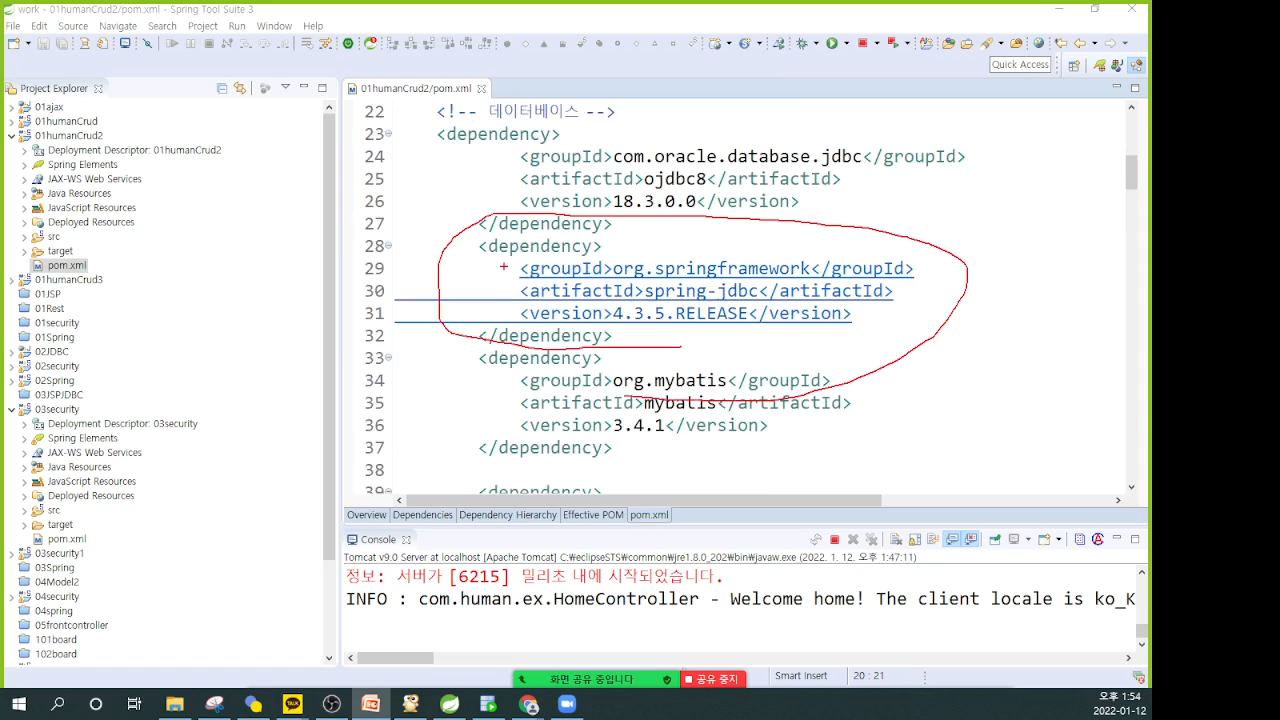 work - 01humanCrud2/pom.xml - Spring Tool Suite 3
File Edit Source Navigate Search Project Run Window Help
Quick Access
Project Explorer
01ajax
01humanCrud
01humanCrud2
Deployment Descriptor: 01humanCrud2
Spring Elements
JAX-WS Web Services
Java Resources
JavaScript Resources
Deployed Resources
src
target
pom.xml
01humanCrud3
01JSP
01Rest
01security
01Spring
02JDBC
02security
02Spring
03JSPJDBC
03security
Deployment Descriptor: 03security
Spring Elements
JAX-WS Web Services
Java Resources
JavaScript Resources
Deployed Resources
src
target
pom.xml
03security1
03Spring
04Model2
04security
04spring
05frontcontroller
101board
102board
01humanCrud2/pom.xml
22 <!-- 데이터베이스 -->
23 <dependency>
24 <groupId>com.oracle.database.jdbc</groupId>
25 <artifactId>ojdbc8</artifactId>
26 <version>18.3.0.0</version>
27 </dependency>
28 <dependency>
29 <groupId>org.springframework</groupId>
30 <artifactId>spring-jdbc</artifactId>
31 <version>4.3.5.RELEASE</version>
32 </dependency>
33 <dependency>
34 <groupId>org.mybatis</groupId>
35 <artifactId>mybatis</artifactId>
36 <version>3.4.1</version>
37 </dependency>
38
39 <dependency>
Overview Dependencies Dependency Hierarchy Effective POM pom.xml
Console
Tomcat v9.0 Server at localhost [Apache Tomcat] C:₩eclipseSTS₩common₩jre1.8.0_202₩bin₩javaw.exe (2022. 1. 12. 오후 1:47:11)
정보: 서버가 [6215] 밀리초 내에 시작되었습니다.
INFO : com.human.ex.HomeController - Welcome home! The client locale is ko_K
화면 공유 중입니다 공유 중지
Smart Insert 20 : 21
TALK
오후 1:54
2022-01-12